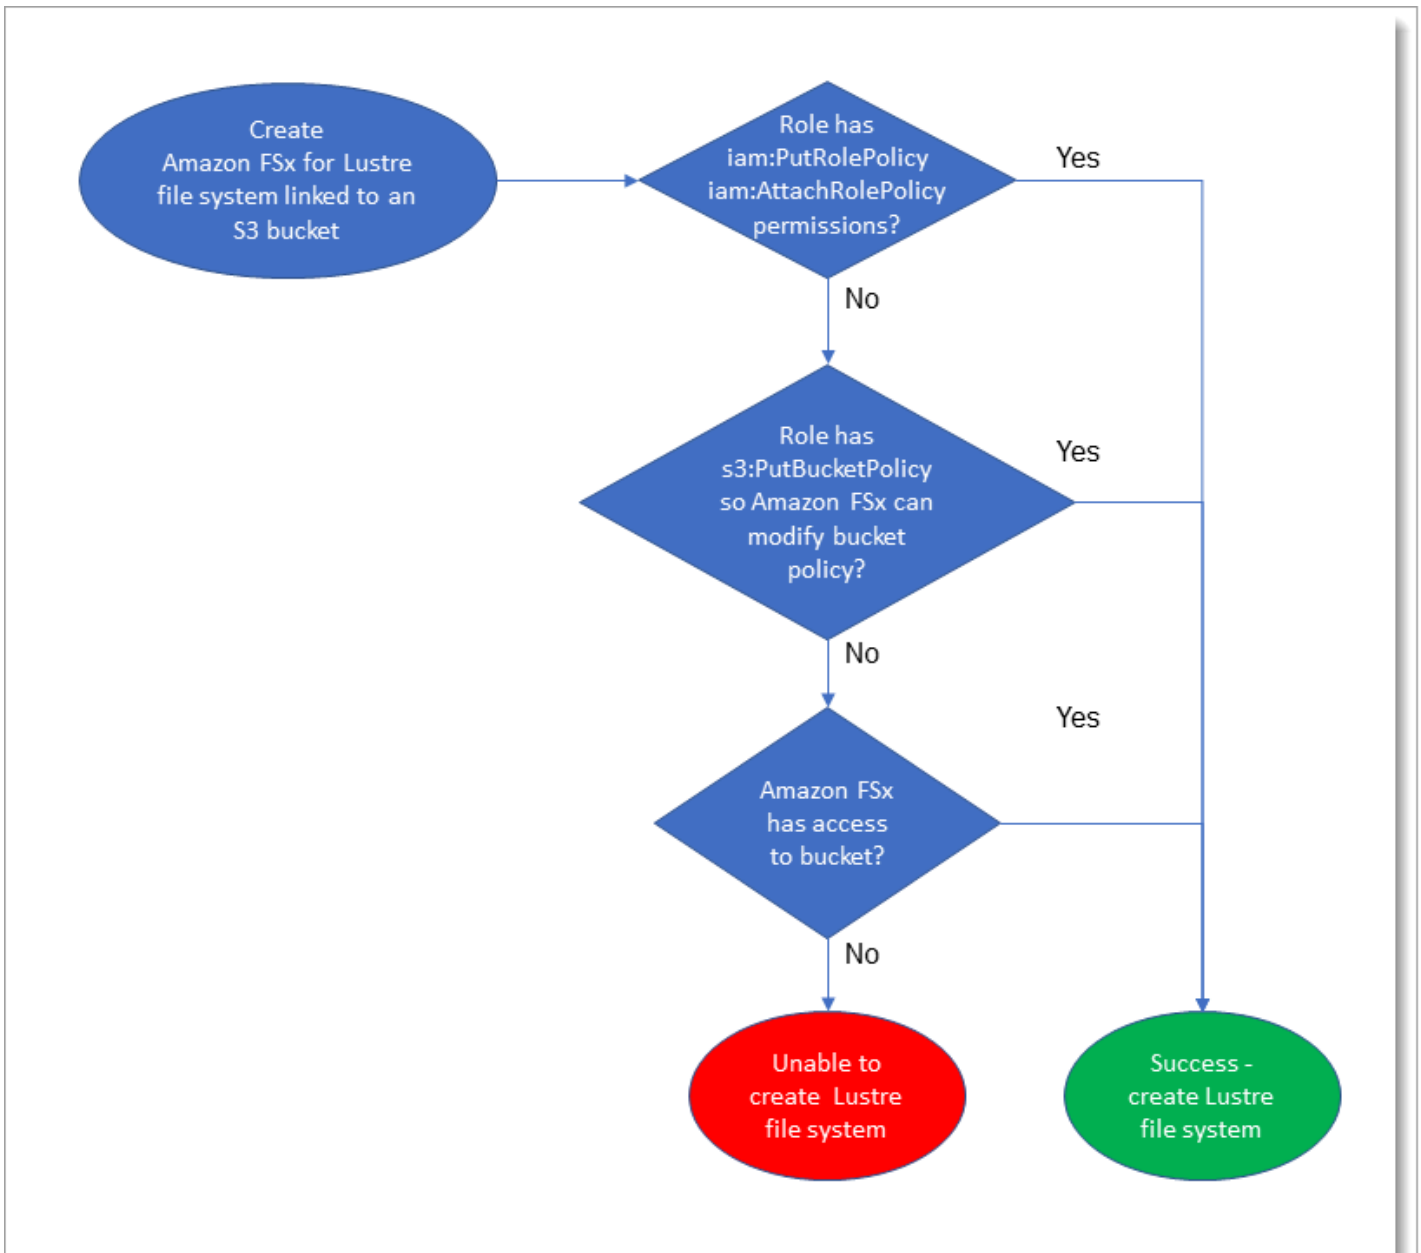 Create
Amazon FSx for Lustre
file system linked to an
S3 bucket
Role has
iam:PutRolePolicy
iam:AttachRolePolicy
permissions?
Yes
No
Role has
s3:PutBucketPolicy
so Amazon FSx can
modify bucket
policy?
Yes
No
Yes
Amazon FSx
has access
to bucket?
No
Unable to
create Lustre
file system
Success -
create Lustre
file system